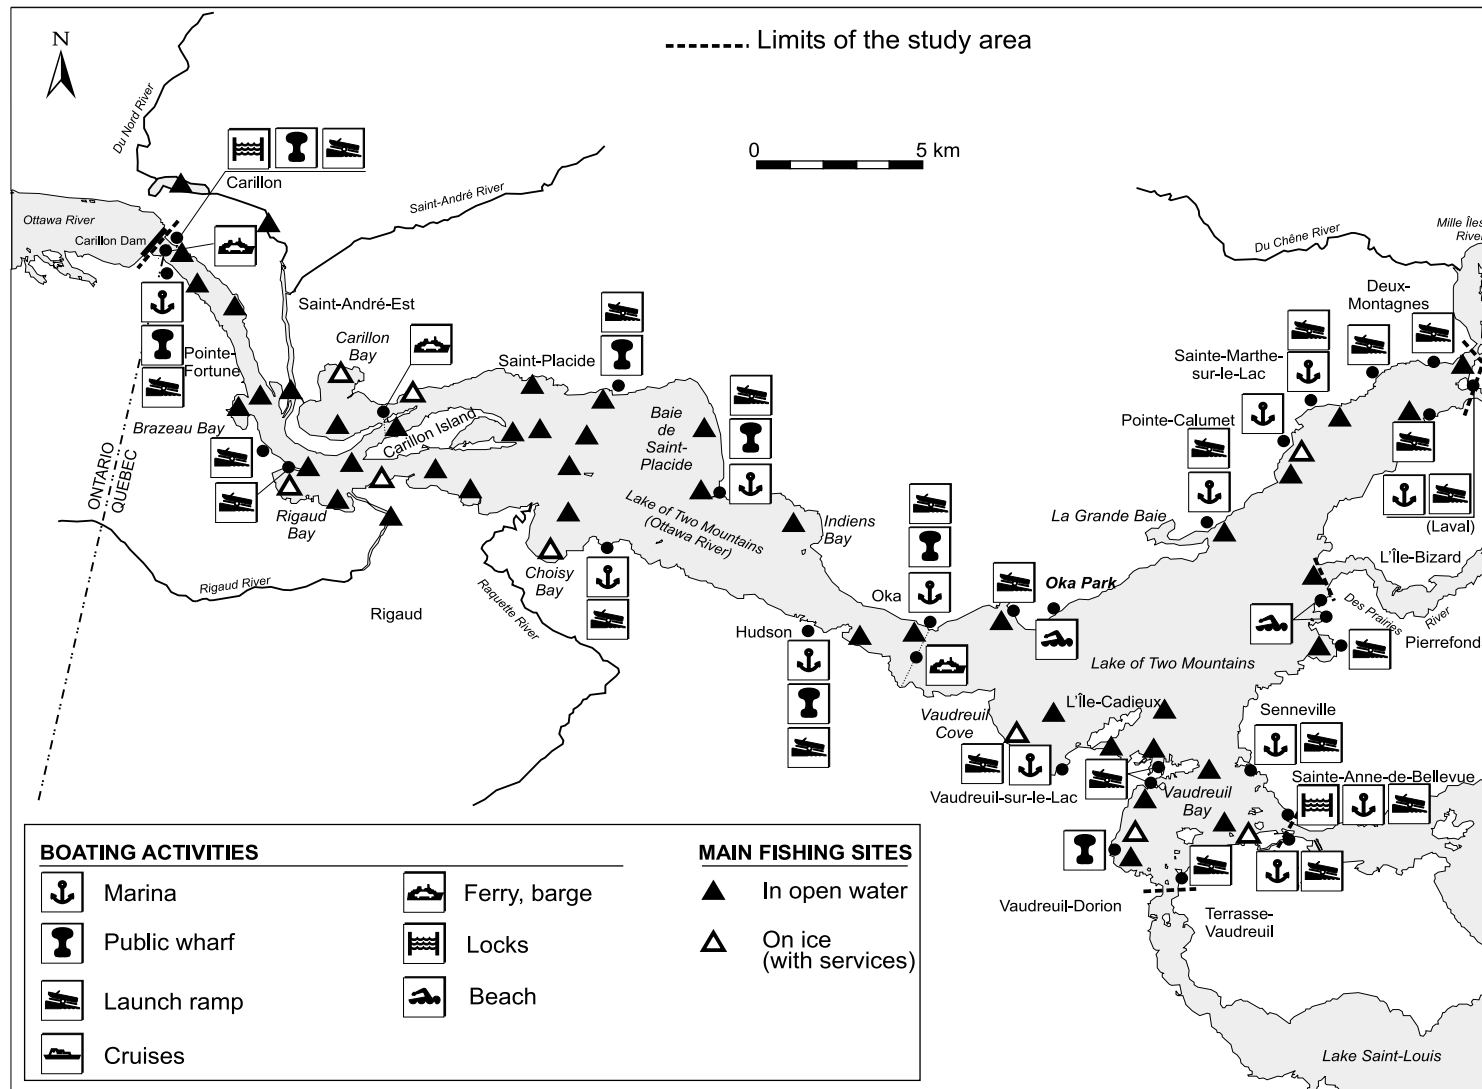 N
Limits of the study area
Du Nord River
0
5 km
Carillon
Saint-André River
Ottawa River
Carillon Dam
Du Chêne River
Mille Îles
River
Saint-André-Est
Deux-
Montagnes
Carillon
Bay
Saint-Placide
Sainte-Marthe-
sur-le-Lac
Pointe-
Fortune
Brazeau Bay
Carillon Island
Baie
de
Saint-
Placide
Pointe-Calumet
ONTARIO
QUEBEC
Rigaud
Bay
Lake of Two Mountains
(Ottawa River)
Indiens
Bay
La Grande Baie
(Laval)
L'Île-Bizard
Choisy
Bay
Rigaud River
Raquette River
Rigaud
Oka
Oka Park
Des Prairies
River
Hudson
Pierrefond
Lake of Two Mountains
Vaudreuil
Cove
L'Île-Cadieux
Senneville
Vaudreuil-sur-le-Lac
Vaudreuil
Bay
Sainte-Anne-de-Bellevue
Vaudreuil-Dorion
Terrasse-
Vaudreuil
Lake Saint-Louis
BOATING ACTIVITIES
Marina
Public wharf
Launch ramp
Cruises
Ferry, barge
Locks
Beach
MAIN FISHING SITES
In open water
On ice
(with services)